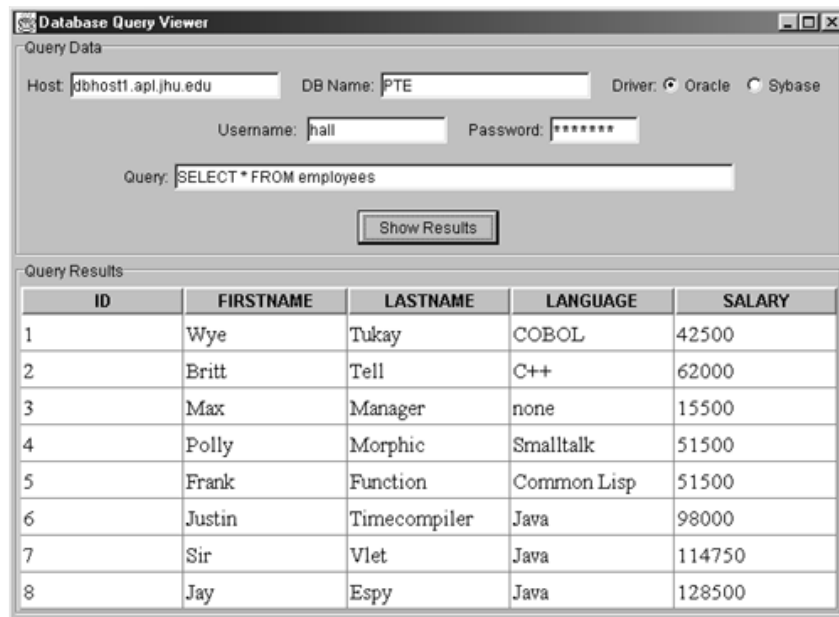 Database Query Viewer
Query Data
Host: dbhost1.apl.jhu.edu DB Name: PTE Driver: Oracle Sybase
Username: hall Password: *******
Query: SELECT * FROM employees
Show Results
Query Results
ID FIRSTNAME LASTNAME LANGUAGE SALARY
1 Wye Tukay COBOL 42500
2 Britt Tell C++ 62000
3 Max Manager none 15500
4 Polly Morphic Smalltalk 51500
5 Frank Function Common Lisp 51500
6 Justin Timecompiler Java 98000
7 Sir Vlet Java 114750
8 Jay Espy Java 128500